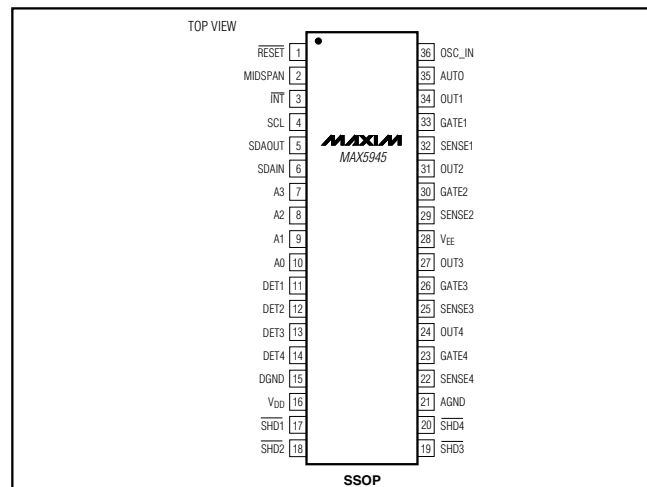 TOP VIEW
RESET 1
MIDSPAN 2
INT 3
SCL 4
SDAOUT 5
SDAIN 6
A3 7
A2 8
A1 9
A0 10
DET1 11
DET2 12
DET3 13
DET4 14
DGND 15
VDD 16
SHD1 17
SHD2 18
MAXIM
MAX5945
36 OSC_IN
35 AUTO
34 OUT1
33 GATE1
32 SENSE1
31 OUT2
30 GATE2
29 SENSE2
28 VEE
27 OUT3
26 GATE3
25 SENSE3
24 OUT4
23 GATE4
22 SENSE4
21 AGND
20 SHD4
19 SHD3
SSOP